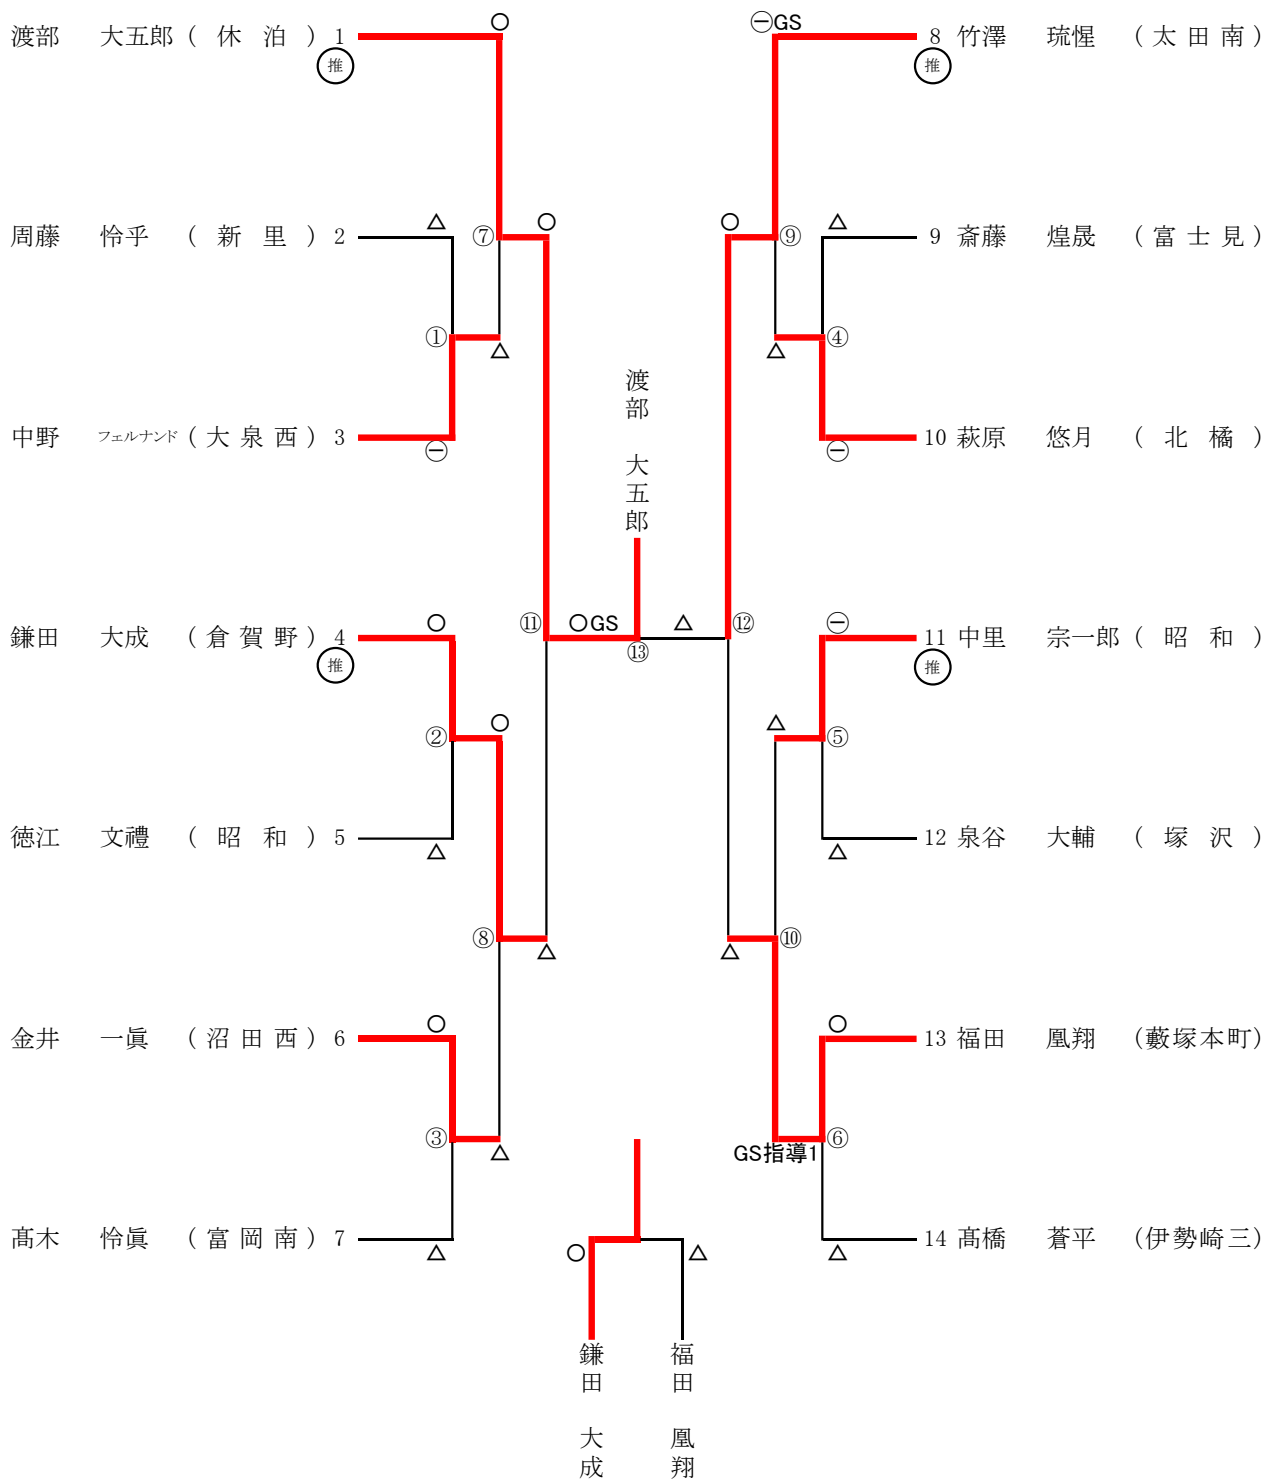 渡部 大五郎 ( 休 泊 ) 1
推
周藤 怜乎 ( 新 里 ) 2
中野 フェルナンド ( 大 泉 西 ) 3
鎌田 大成 ( 倉 賀 野 ) 4
推
徳江 文禮 ( 昭 和 ) 5
金井 一眞 ( 沼 田 西 ) 6
髙木 怜眞 ( 富 岡 南 ) 7
○
△
⑦
○
①
△
㊀
○
②
○
△
⑧
△
○
③
△
△
⑪
○GS
⑬
△
⑫
渡部 大五郎
㊀GS
○
⑨
△
④
△
㊀
㊀
△
⑤
△
⑩
△
○
⑥
GS指導1
△
8 竹澤 琉惺 ( 太 田 南 )
推
9 斎藤 煌晟 ( 富 士 見 )
10 萩原 悠月 ( 北 橘 )
11 中里 宗一郎 ( 昭 和 )
推
12 泉谷 大輔 ( 塚 沢 )
13 福田 凰翔 (藪塚本町)
14 髙橋 蒼平 (伊勢崎三)
○
△
鎌田 大成
福田 凰翔